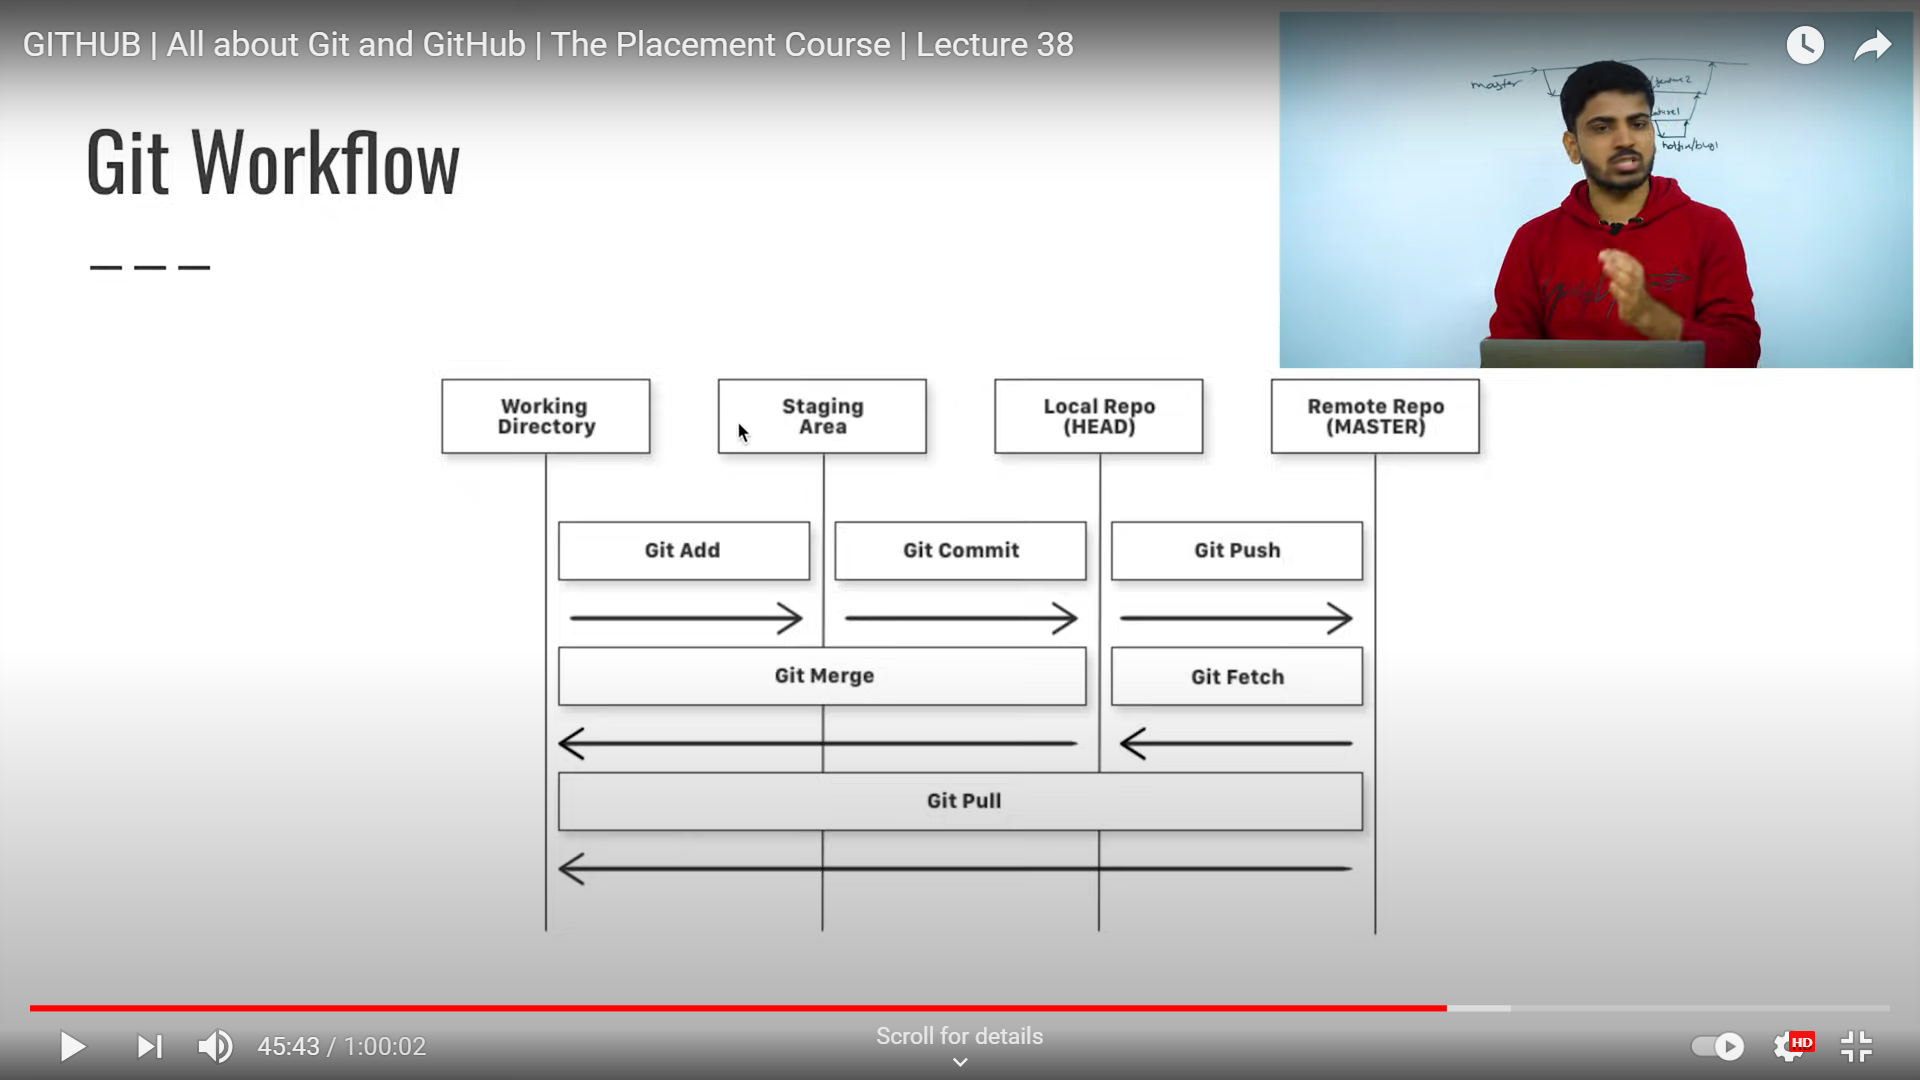 GITHUB | All about Git and GitHub | The Placement Course | Lecture 38
master
hotfix/bug1
Git Workflow
Working
Directory
Staging
Area
Local Repo
(HEAD)
Remote Repo
(MASTER)
Git Add
Git Commit
Git Push
Git Merge
Git Fetch
Git Pull
45:43 / 1:00:02
Scroll for details
HD